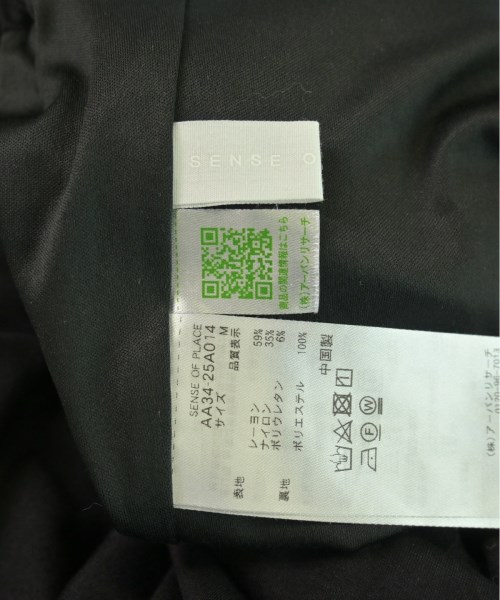 SENSE O
商品の関連情報はこちら
(株)アーバンリサーチ
SENSE OF PLACE
AA34-25A014
サイズ M
品質表示
表地
レーヨン 59%
ナイロン 35%
ポリウレタン 6%
裏地
ポリエステル 100%
中国製
(株)アーバンリサーチ